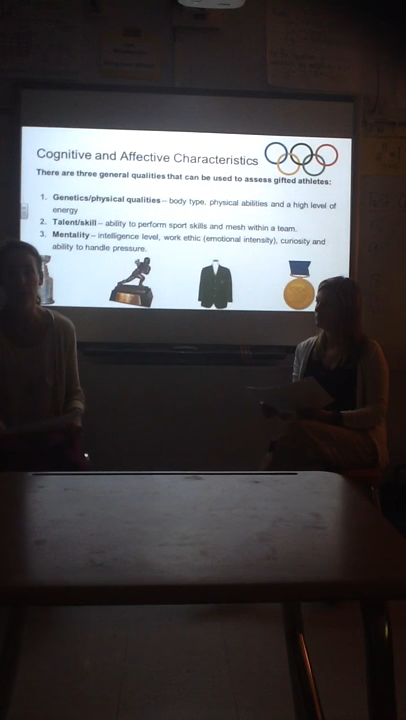 Cognitive and Affective Characteristics
There are three general qualities that can be used to assess gifted athletes:
1. Genetics/physical qualities – body type, physical abilities and a high level of
energy
2. Talent/skill – ability to perform sport skills and mesh within a team.
3. Mentality – intelligence level, work ethic (emotional intensity), curiosity and
ability to handle pressure.